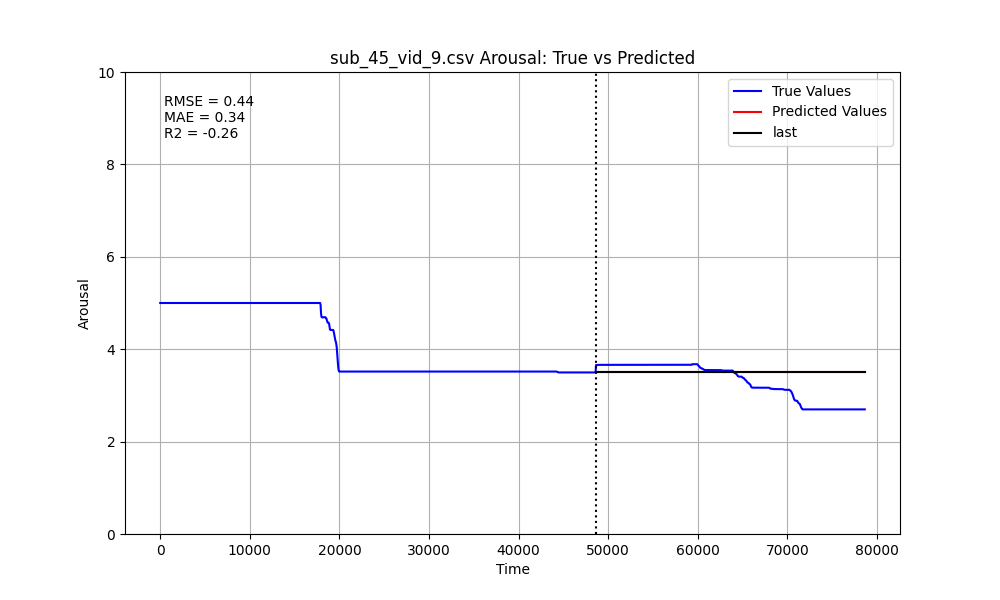 sub_45_vid_9.csv Arousal: True vs Predicted
RMSE = 0.44
MAE = 0.34
R2 = -0.26
True Values
Predicted Values
last
10
8
6
4
2
0
Arousal
0
10000
20000
30000
40000
50000
60000
70000
80000
Time